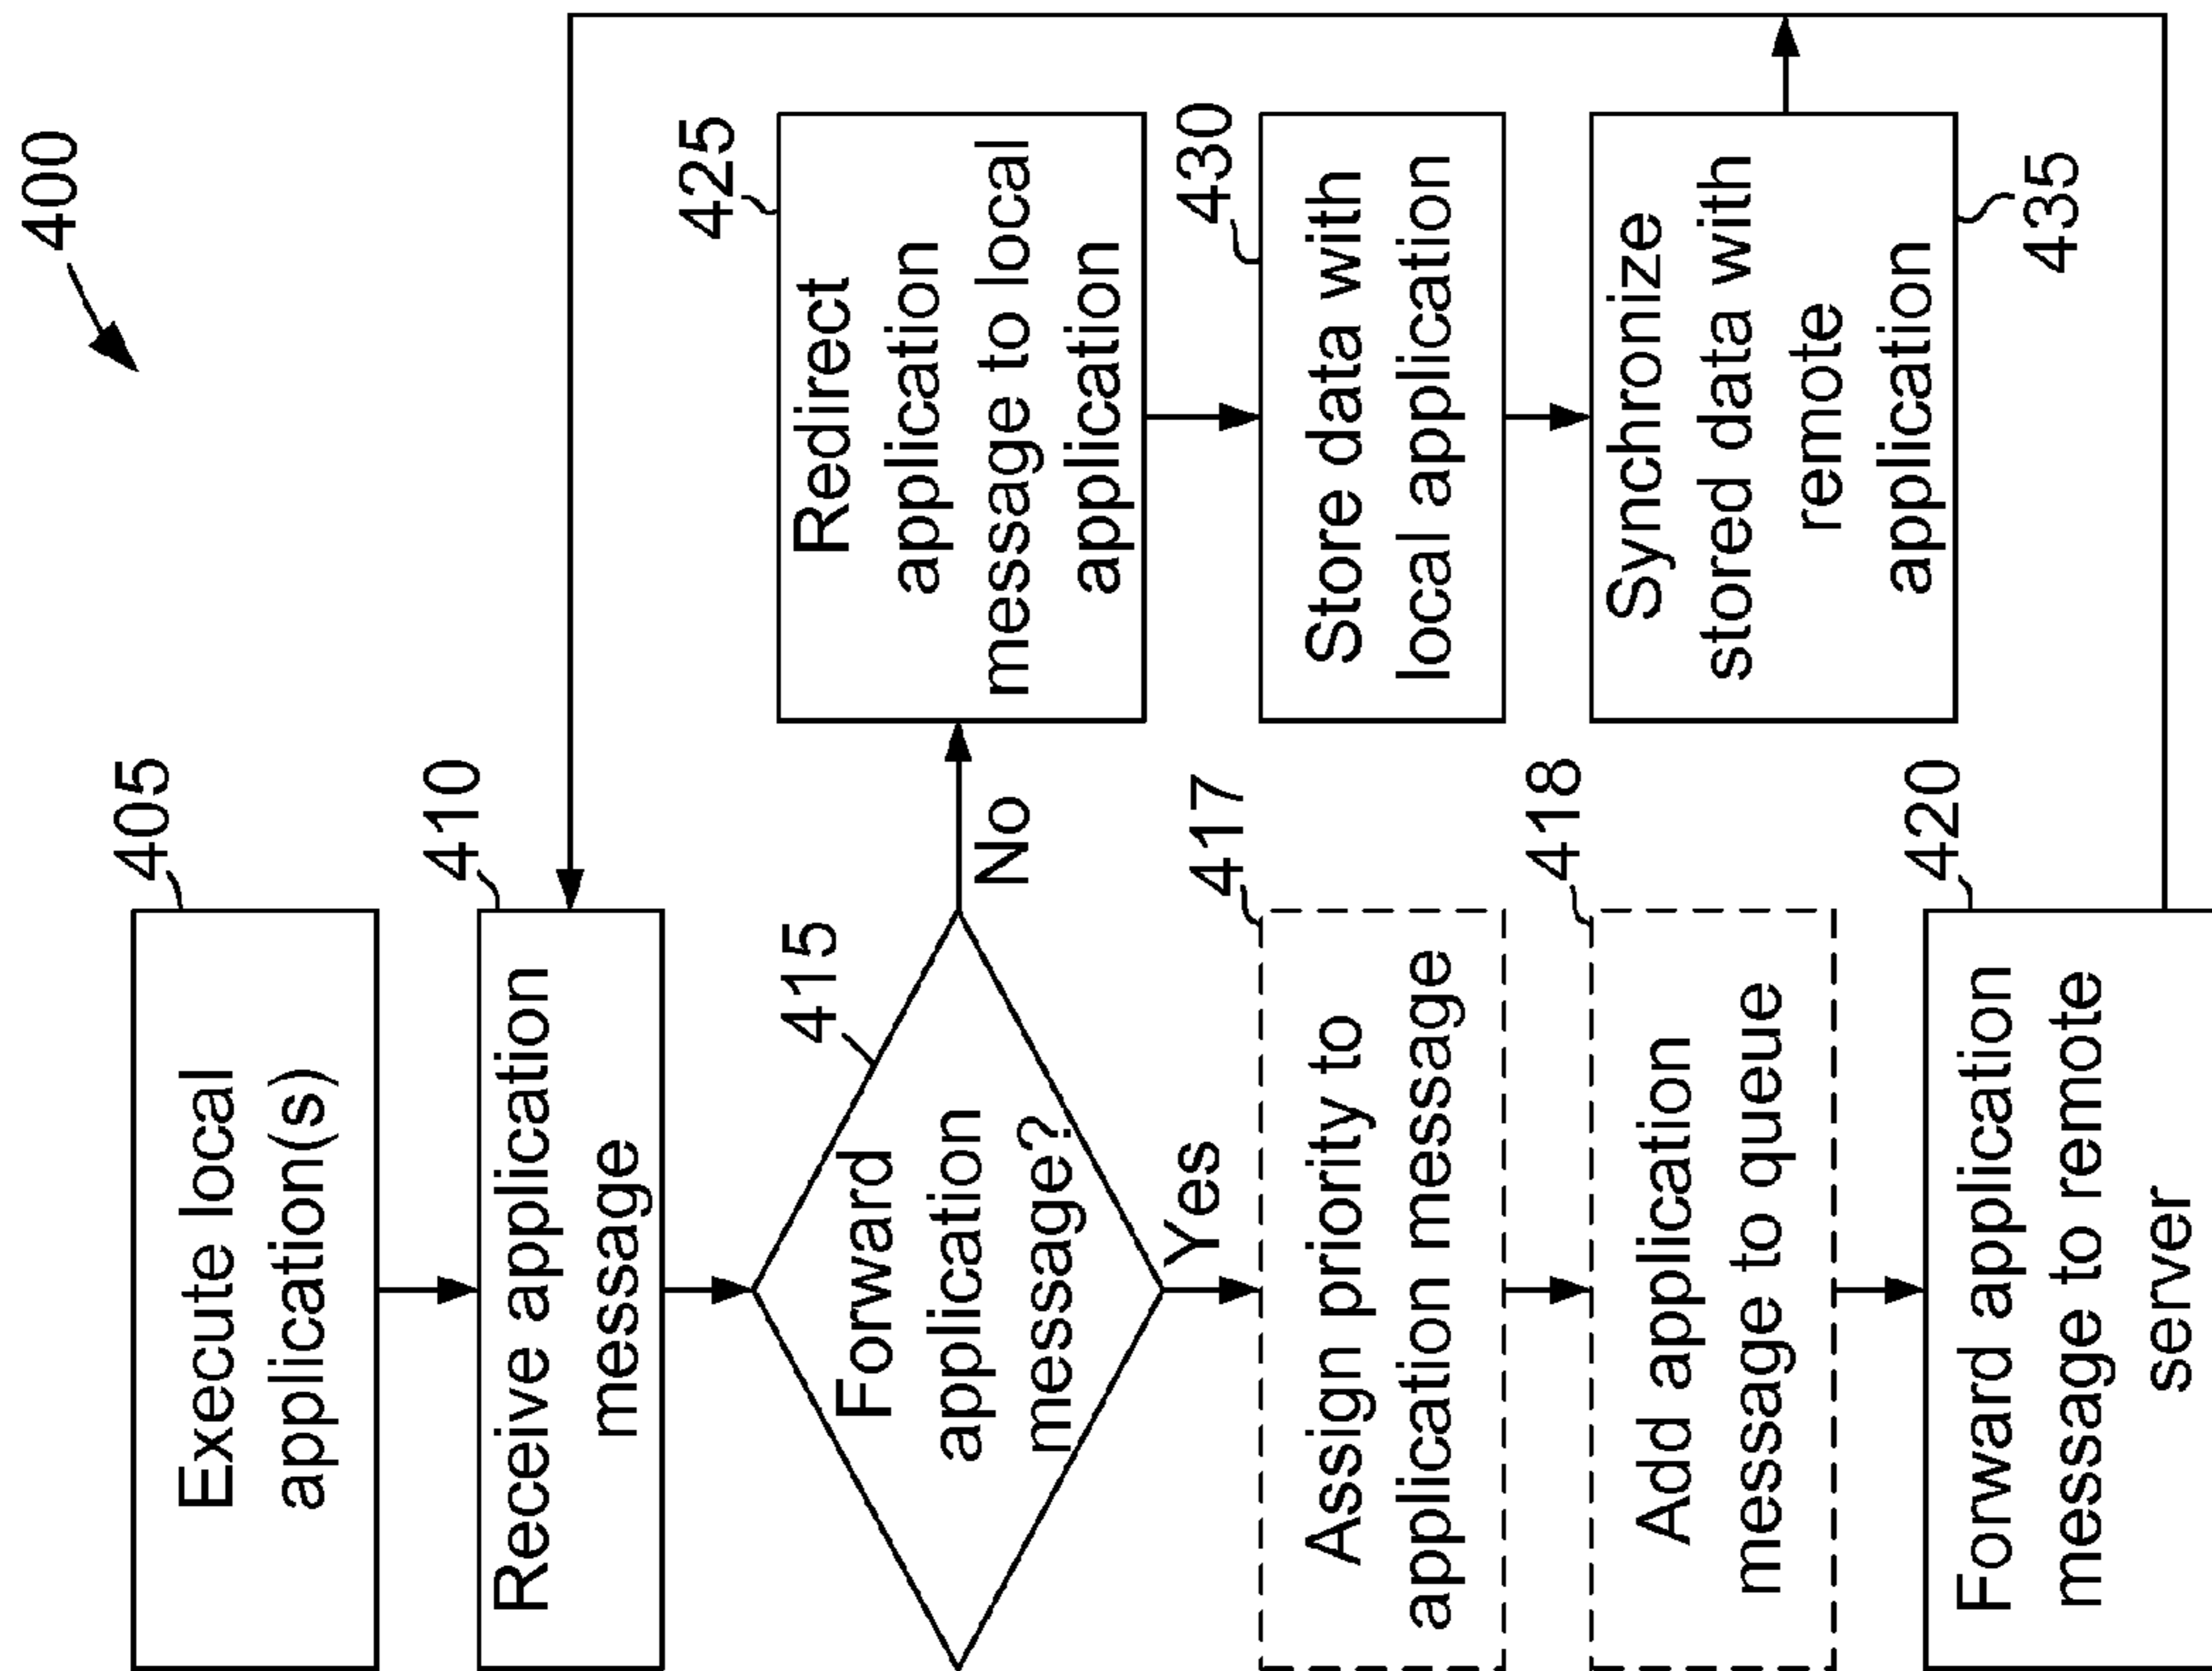 400
405
Execute local
application(s)
410
Receive application
message
415
Forward
application
message?
No
Yes
425
Redirect
application
message to local
application
430
Store data with
local application
Synchronize
stored data with
remote
application
435
417
Assign priority to
application message
418
Add application
message to queue
420
Forward application
message to remote
server